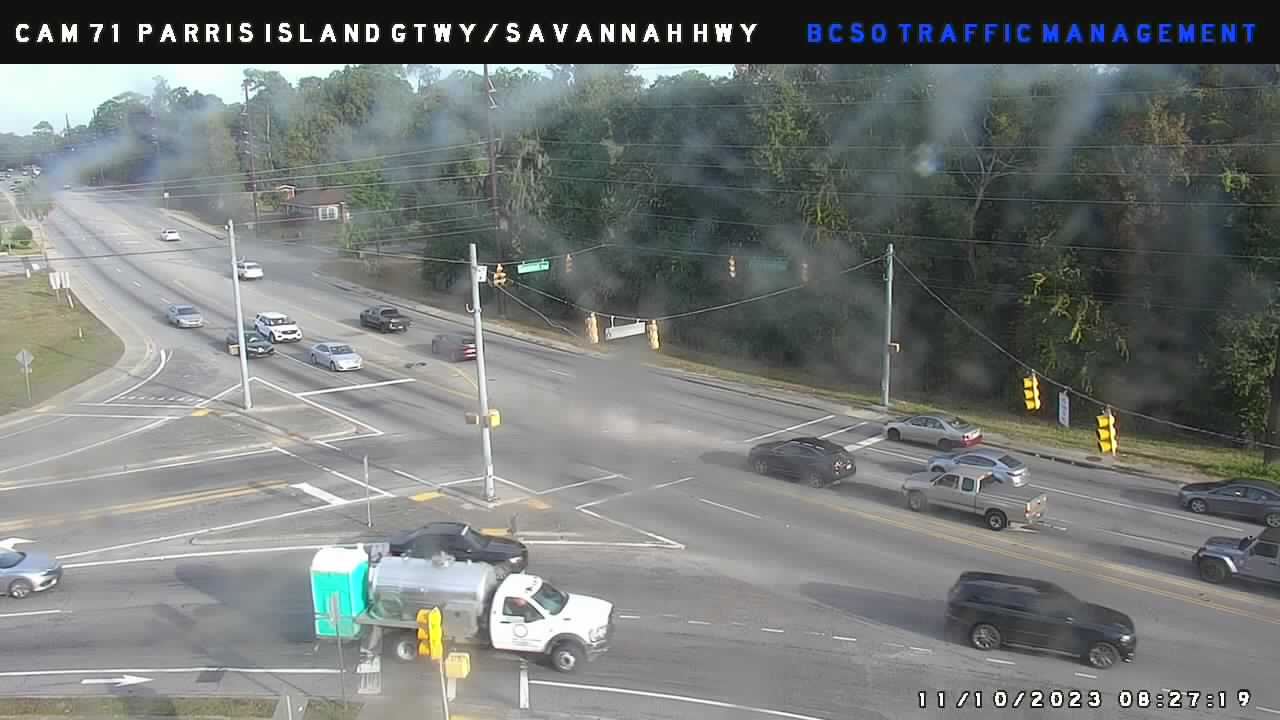 CAM 71 PARRIS ISLAND GTWY/SAVANNAH HWY
BCSO TRAFFIC MANAGEMENT
11/10/2023 08:27:19